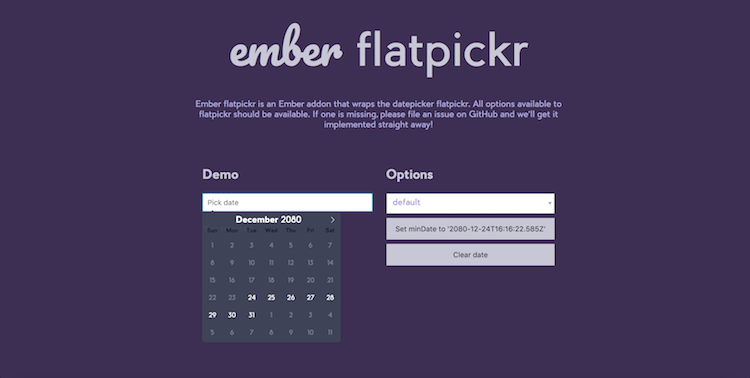 ember flatpickr
Ember flatpickr is an Ember addon that wraps the datepicker flatpickr. All options available to
flatpickr should be available. If one is missing, please file an issue on GitHub and we'll get it
implemented straight away!
Demo
Pick date
December 2080
Sun Mon Tue Wed Thu Fri Sat
1 2 3 4 5 6 7
8 9 10 11 12 13 14
15 16 17 18 19 20 21
22 23 24 25 26 27 28
29 30 31 1 2 3 4
5 6 7 8 9 10 11
Options
default
Set minDate to '2080-12-24T16:16:22.585Z'
Clear date